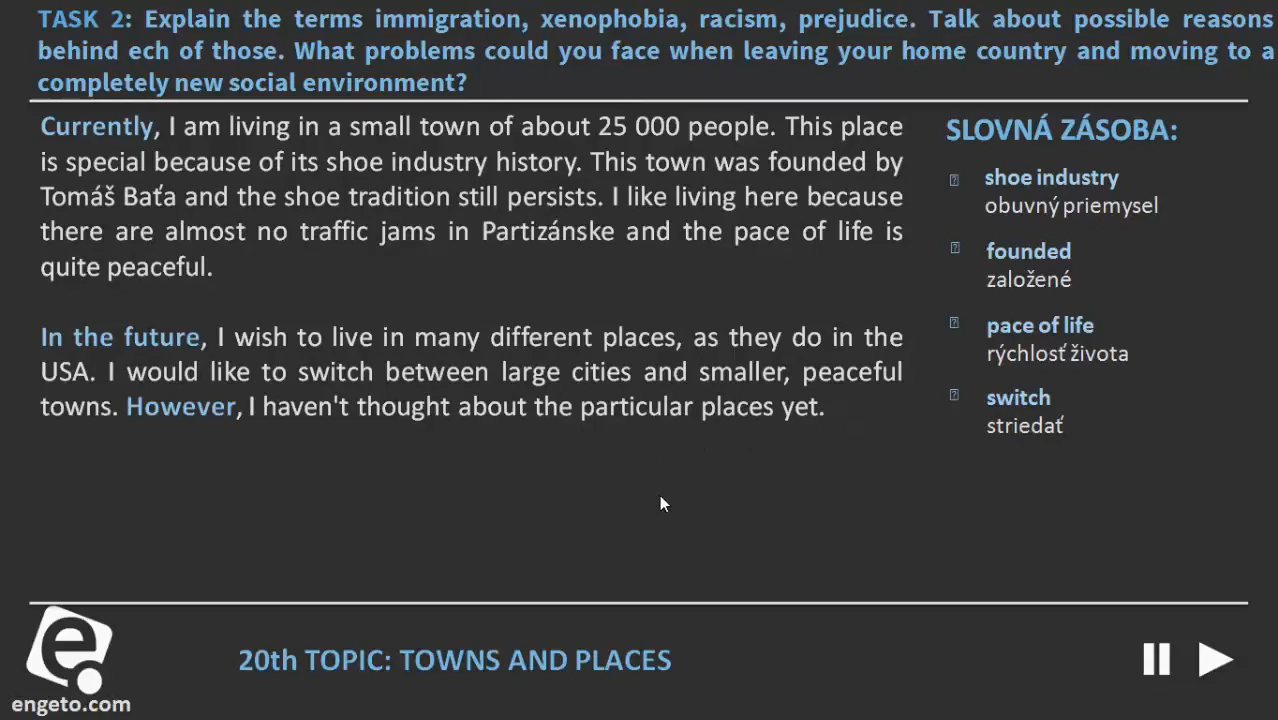 TASK 2: Explain the terms immigration, xenophobia, racism, prejudice. Talk about possible reasons
behind ech of those. What problems could you face when leaving your home country and moving to a
completely new social environment?
Currently, I am living in a small town of about 25 000 people. This place
is special because of its shoe industry history. This town was founded by
Tomáš Baťa and the shoe tradition still persists. I like living here because
there are almost no traffic jams in Partizánske and the pace of life is
quite peaceful.
In the future, I wish to live in many different places, as they do in the
USA. I would like to switch between large cities and smaller, peaceful
towns. However, I haven't thought about the particular places yet.
SLOVNÁ ZÁSOBA:
shoe industry
obuvný priemysel
founded
založené
pace of life
rýchlosť života
switch
striedať
e
engeto.com
20th TOPIC: TOWNS AND PLACES